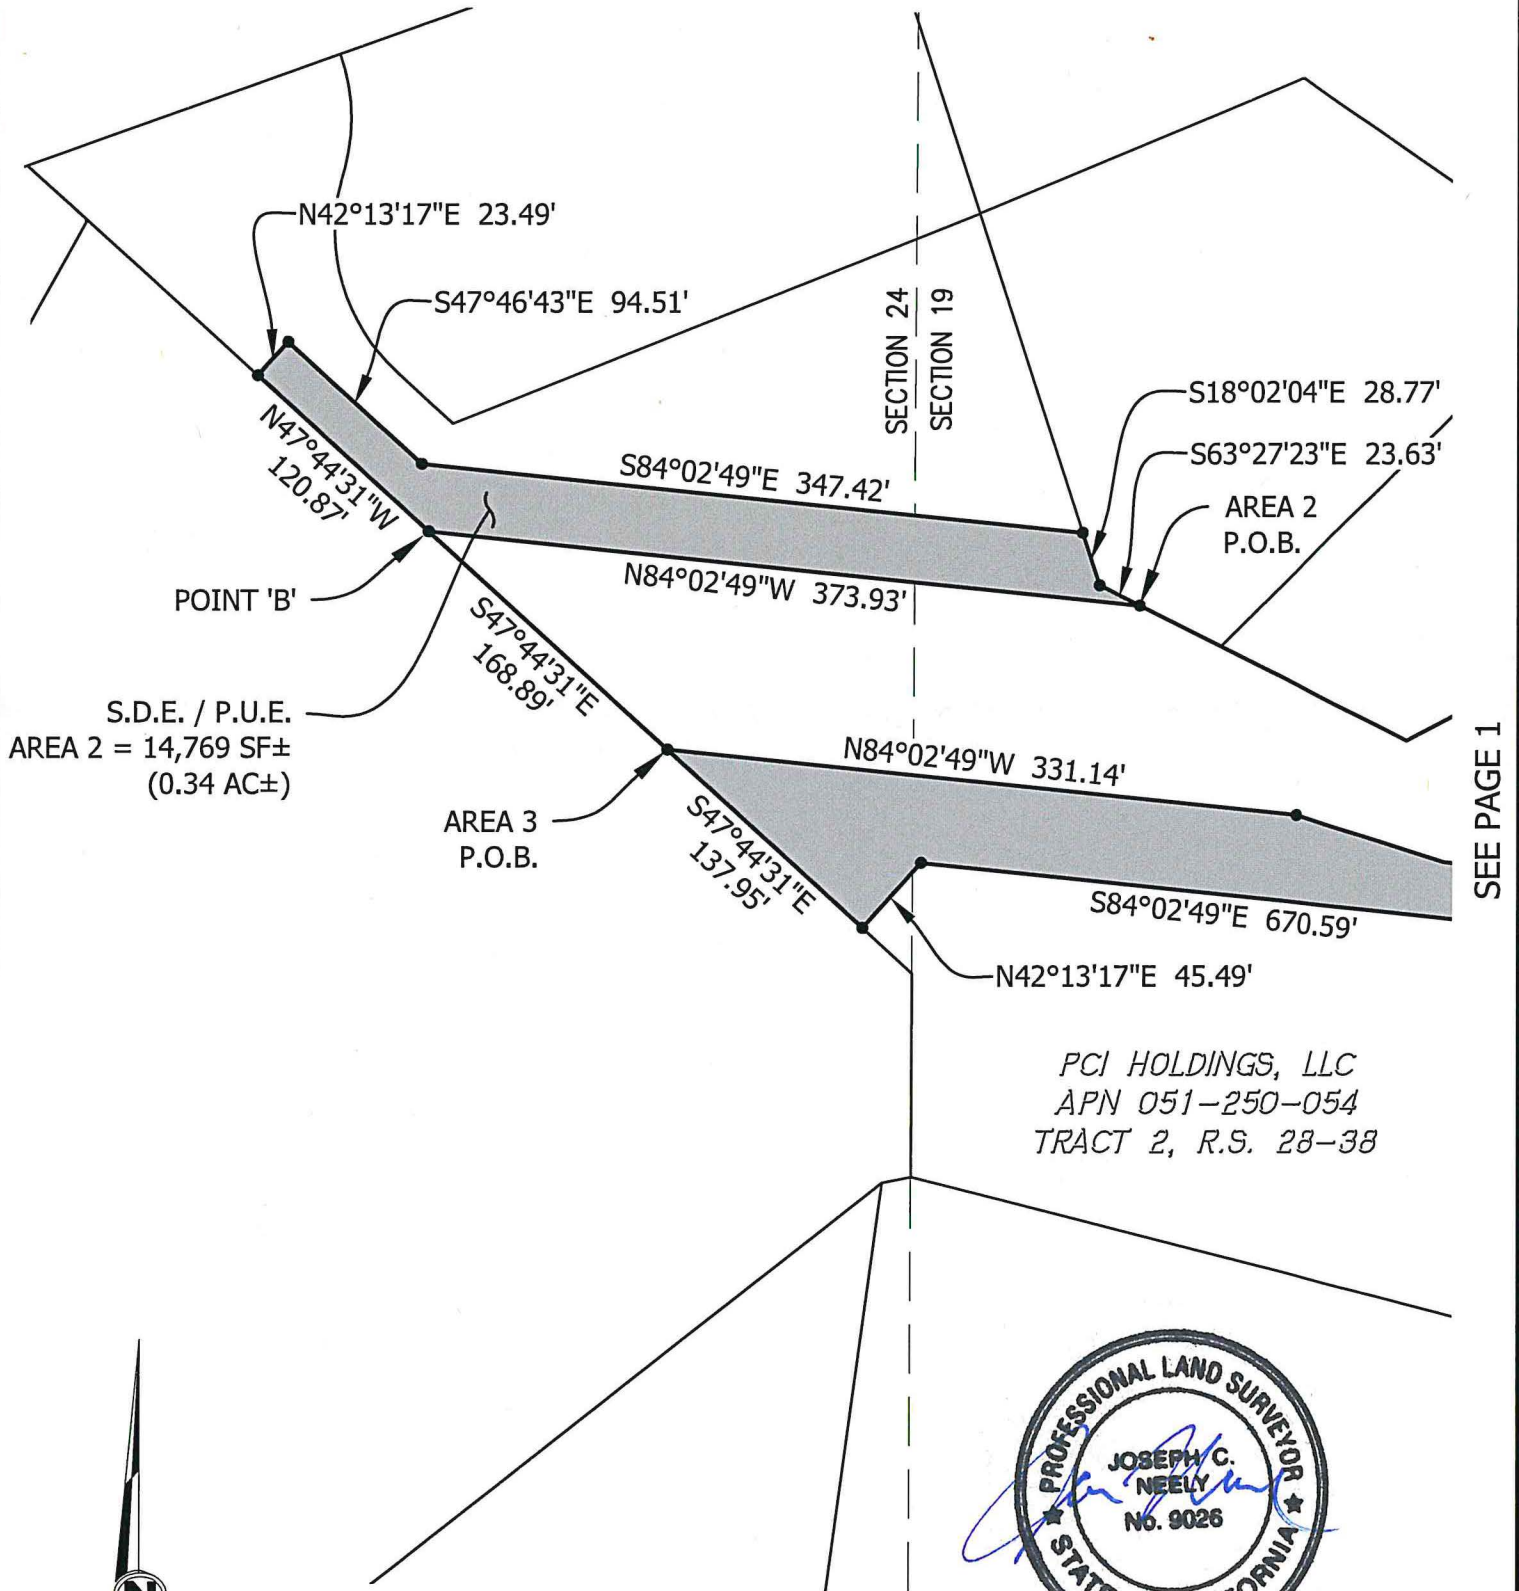 N42°13'17"E 23.49'
S47°46'43"E 94.51'
SECTION 24
SECTION 19
S18°02'04"E 28.77'
S63°27'23"E 23.63'
AREA 2
P.O.B.
N47°44'31"W
120.87'
S84°02'49"E 347.42'
N84°02'49"W 373.93'
POINT 'B'
S47°44'31"E
168.89'
S.D.E. / P.U.E.
AREA 2 = 14,769 SF±
(0.34 AC±)
N84°02'49"W 331.14'
AREA 3
P.O.B.
S47°44'31"E
137.95'
S84°02'49"E 670.59'
N42°13'17"E 45.49'
SEE PAGE 1
PCI HOLDINGS, LLC
APN 051-250-054
TRACT 2, R.S. 28-38
PROFESSIONAL LAND SURVEYOR
JOSEPH C.
NEELY
No. 9026
N